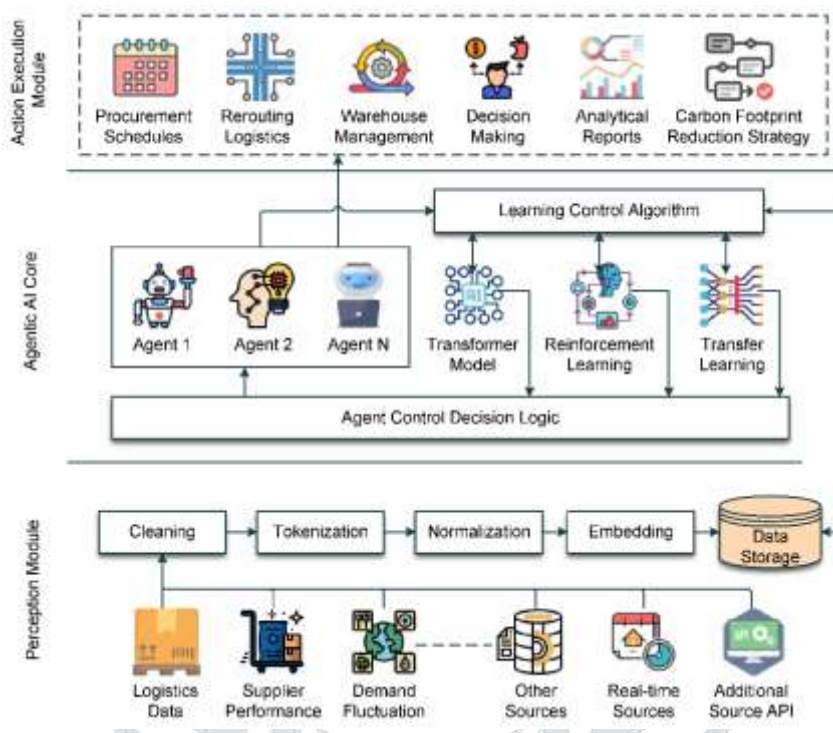 Action Execution
Module
Procurement
Schedules
Rerouting
Logistics
Warehouse
Management
Decision
Making
Analytical
Reports
Carbon Footprint
Reduction Strategy
Agentic AI Core
Learning Control Algorithm
Agent 1
Agent 2
Agent N
AI
Transformer
Model
Reinforcement
Learning
Transfer
Learning
Agent Control Decision Logic
Perception Module
Cleaning
Tokenization
Normalization
Embedding
Data
Storage
Logistics
Data
Supplier
Performance
Demand
Fluctuation
Other
Sources
Real-time
Sources
Additional
Source API